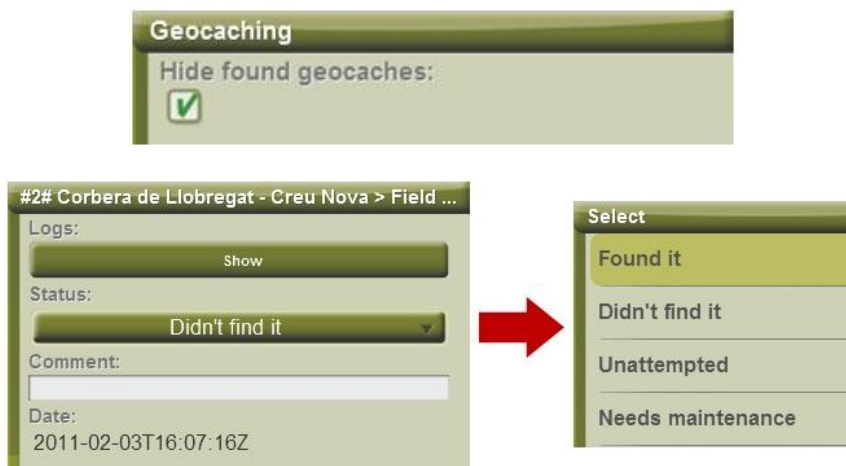 Geocaching
Hide found geocaches:
#2# Corbera de Llobregat - Creu Nova > Field ...
Logs:
Show
Status:
Didn't find it
Comment:
Date:
2011-02-03T16:07:16Z
Select
Found it
Didn't find it
Unattempted
Needs maintenance